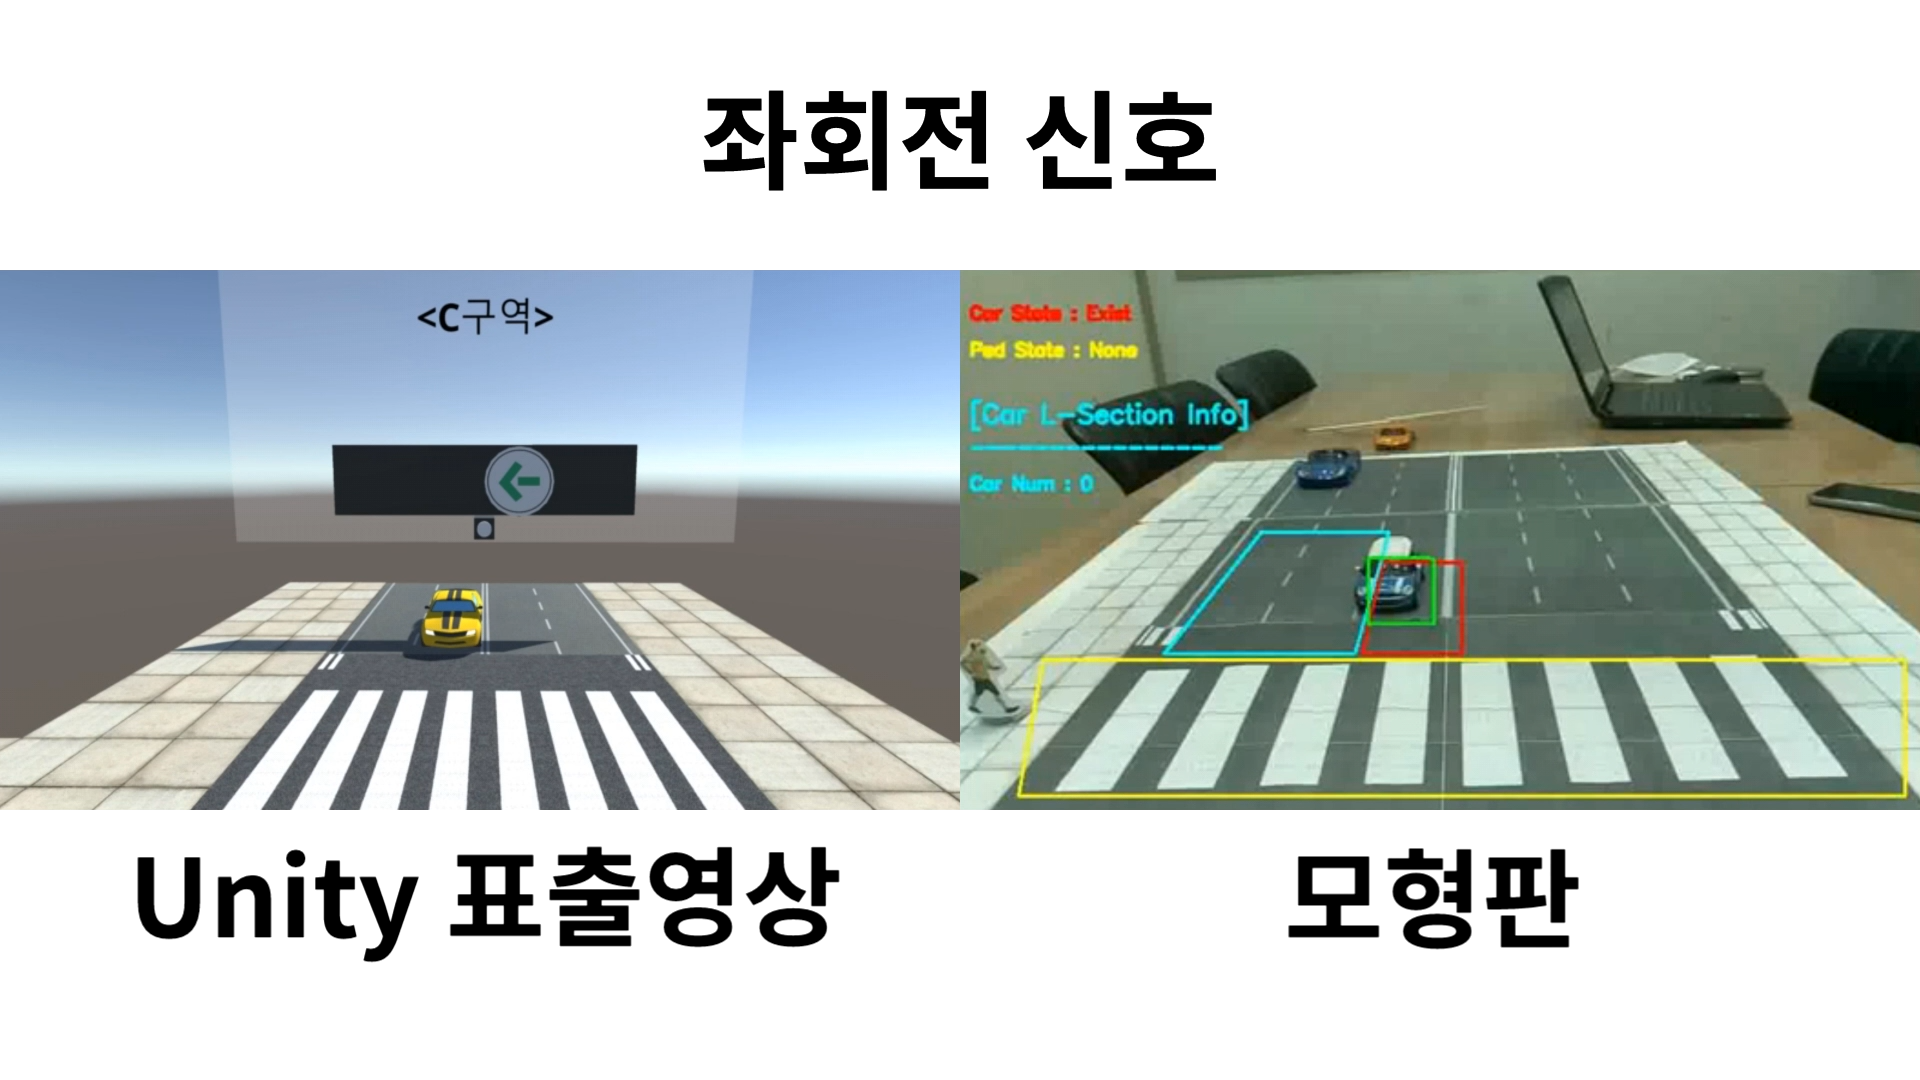 좌회전 신호
<C구역>
Car State : Exist
Ped State : None
[Car L-Section Info]
------------------
Car Num : 0
Unity 표출영상
모형판